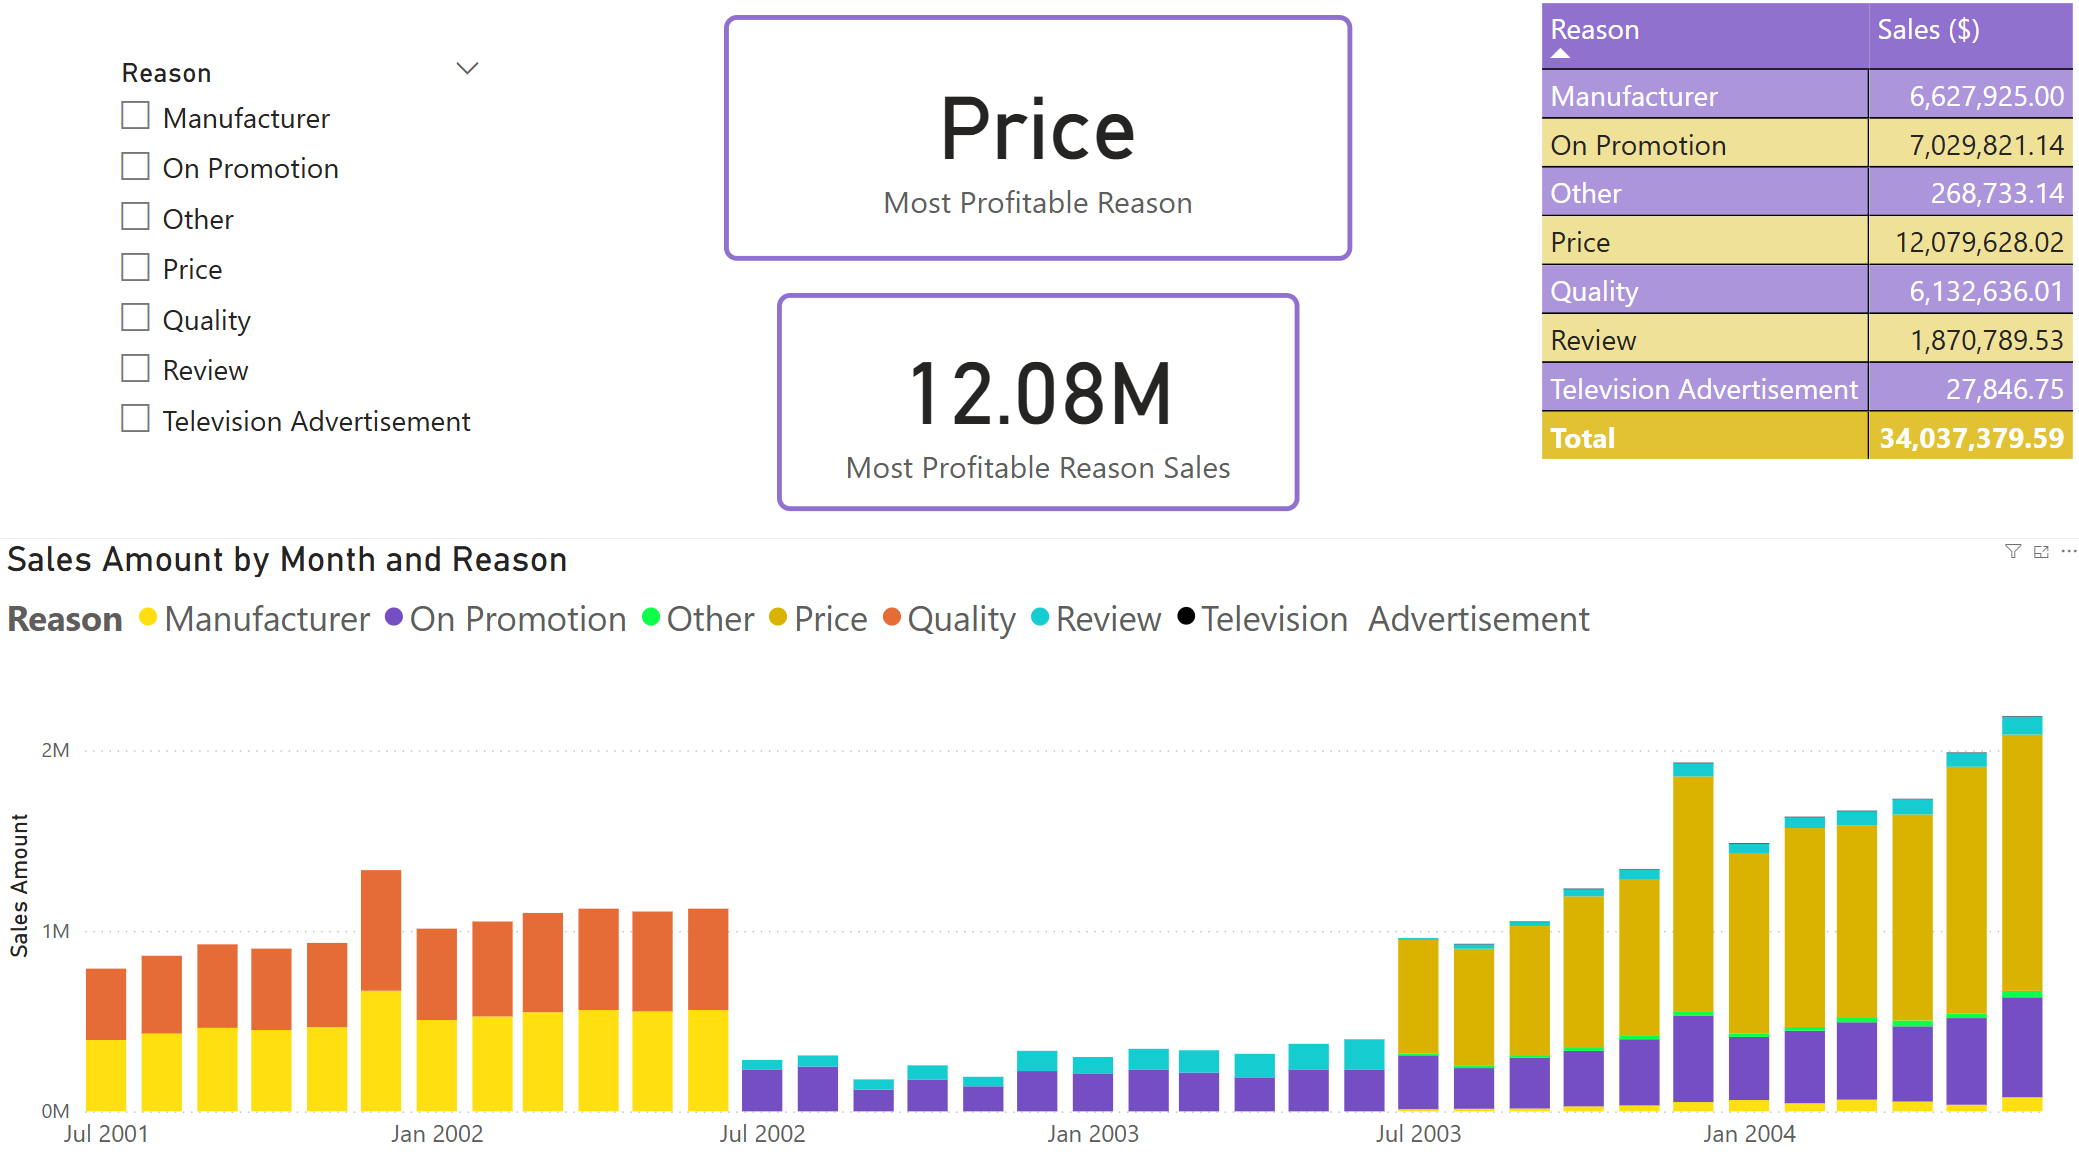 Reason
Manufacturer
On Promotion
Other
Price
Quality
Review
Television Advertisement
Price
Most Profitable Reason
12.08M
Most Profitable Reason Sales
Reason Sales ($)
Manufacturer 6,627,925.00
On Promotion 7,029,821.14
Other 268,733.14
Price 12,079,628.02
Quality 6,132,636.01
Review 1,870,789.53
Television Advertisement 27,846.75
Total 34,037,379.59
Sales Amount by Month and Reason
Reason Manufacturer On Promotion Other Price Quality Review Television Advertisement
Sales Amount
2M
1M
0M
Jul 2001 Jan 2002 Jul 2002 Jan 2003 Jul 2003 Jan 2004